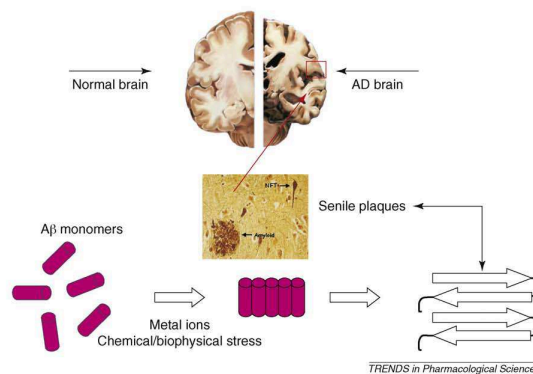 Normal brain
AD brain
NFTs
Amyloid
Senile plaques
Aβ monomers
Metal ions
Chemical/biophysical stress
TRENDS in Pharmacological Science